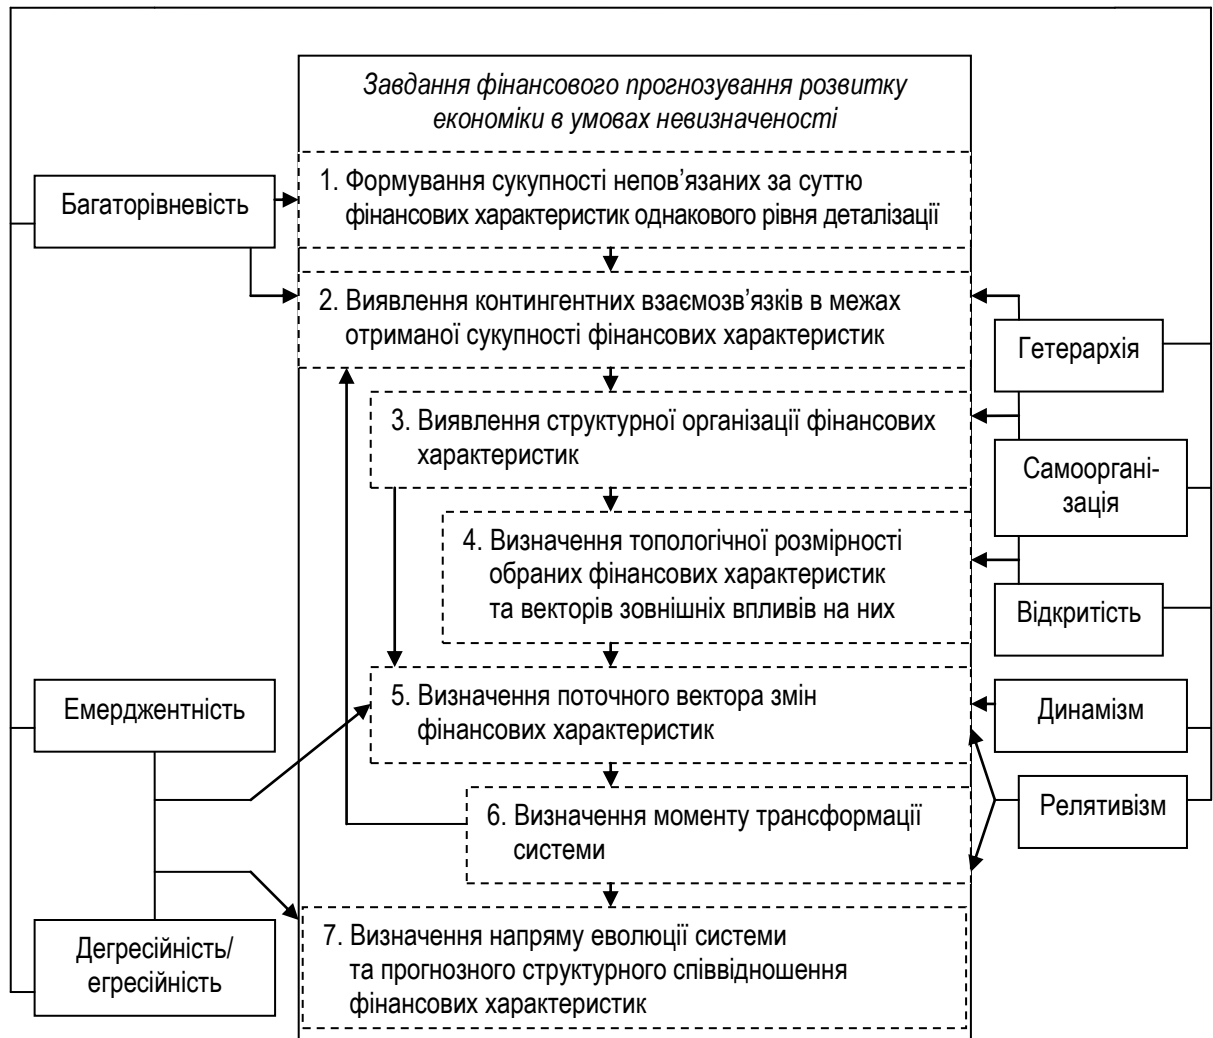 Завдання фінансового прогнозування розвитку
економіки в умовах невизначеності
1. Формування сукупності непов’язаних за суттю
фінансових характеристик однакового рівня деталізації
Багаторівневість
2. Виявлення контингентних взаємозв’язків в межах
отриманої сукупності фінансових характеристик
Гетерархія
3. Виявлення структурної організації фінансових
характеристик
Самооргані-
зація
4. Визначення топологічної розмірності
обраних фінансових характеристик
та векторів зовнішніх впливів на них
Відкритість
5. Визначення поточного вектора змін
фінансових характеристик
Емерджентність
Динамізм
6. Визначення моменту трансформації
системи
Релятивізм
7. Визначення напряму еволюції системи
та прогнозного структурного співвідношення
фінансових характеристик
Дегресійність/
егресійність